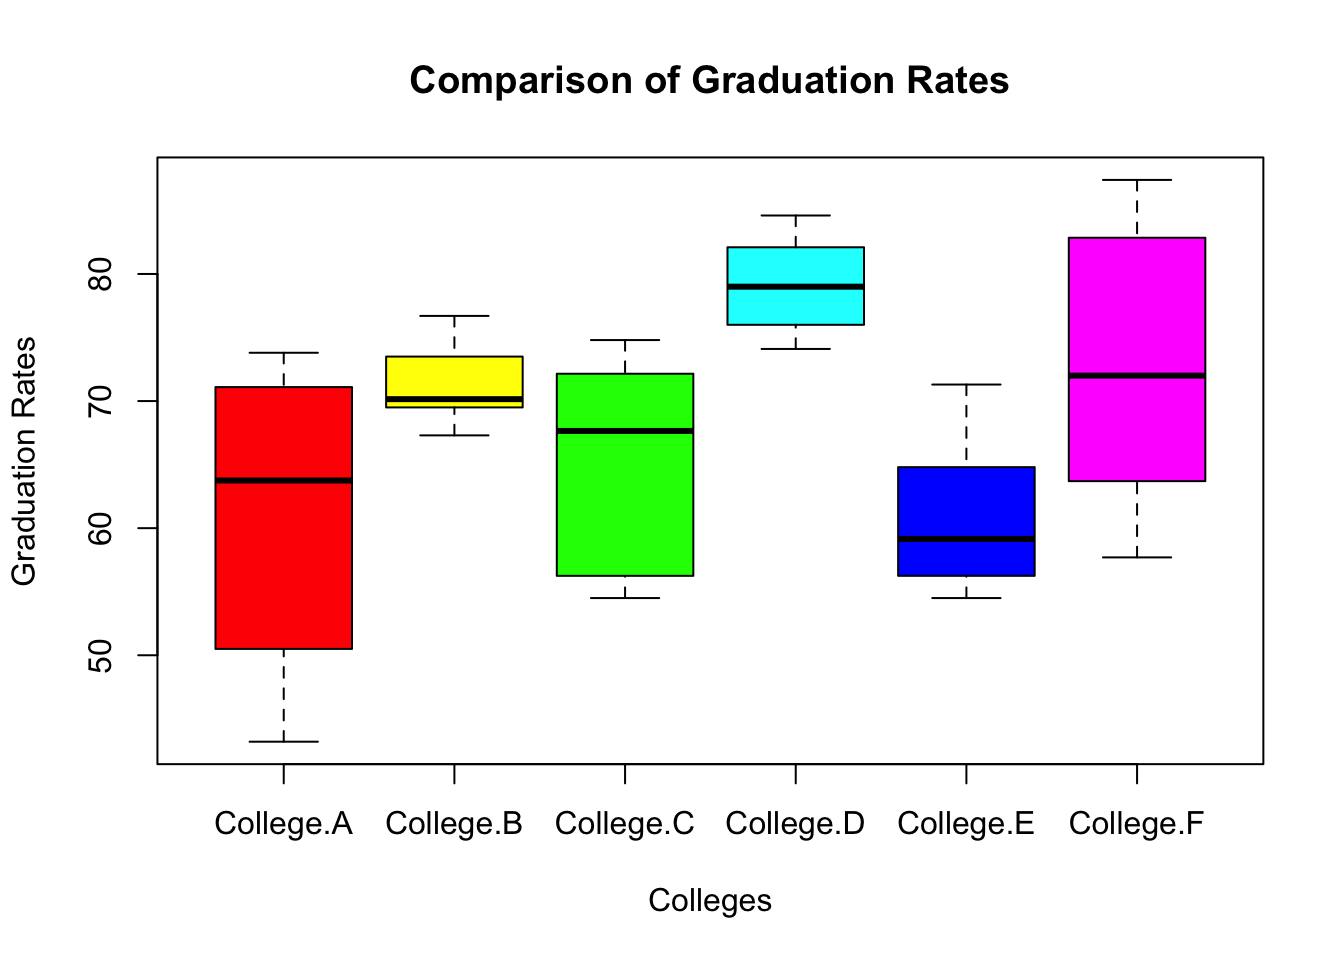 Comparison of Graduation Rates
Graduation Rates
80
70
60
50
College.A College.B College.C College.D College.E College.F
Colleges